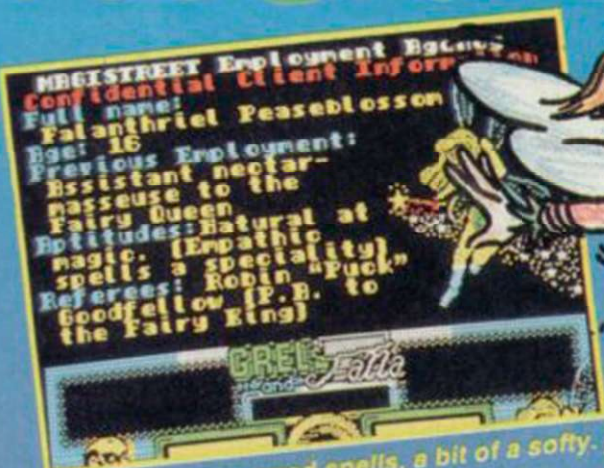 MAGISTREET Employment Agency
Confidential Client Information
Full name:
Falanthriel Peaseblossom
Age: 16
Previous Employment:
Assistant nectar-
masseuse to the
Fairy Queen
Aptitudes: Natural at
magic. (Empathic
spells a speciality)
Referees: Robin "Puck"
Goodfellow (P.A. to
the Fairy King)
GREL
and Falla
spells, a bit of a softy.